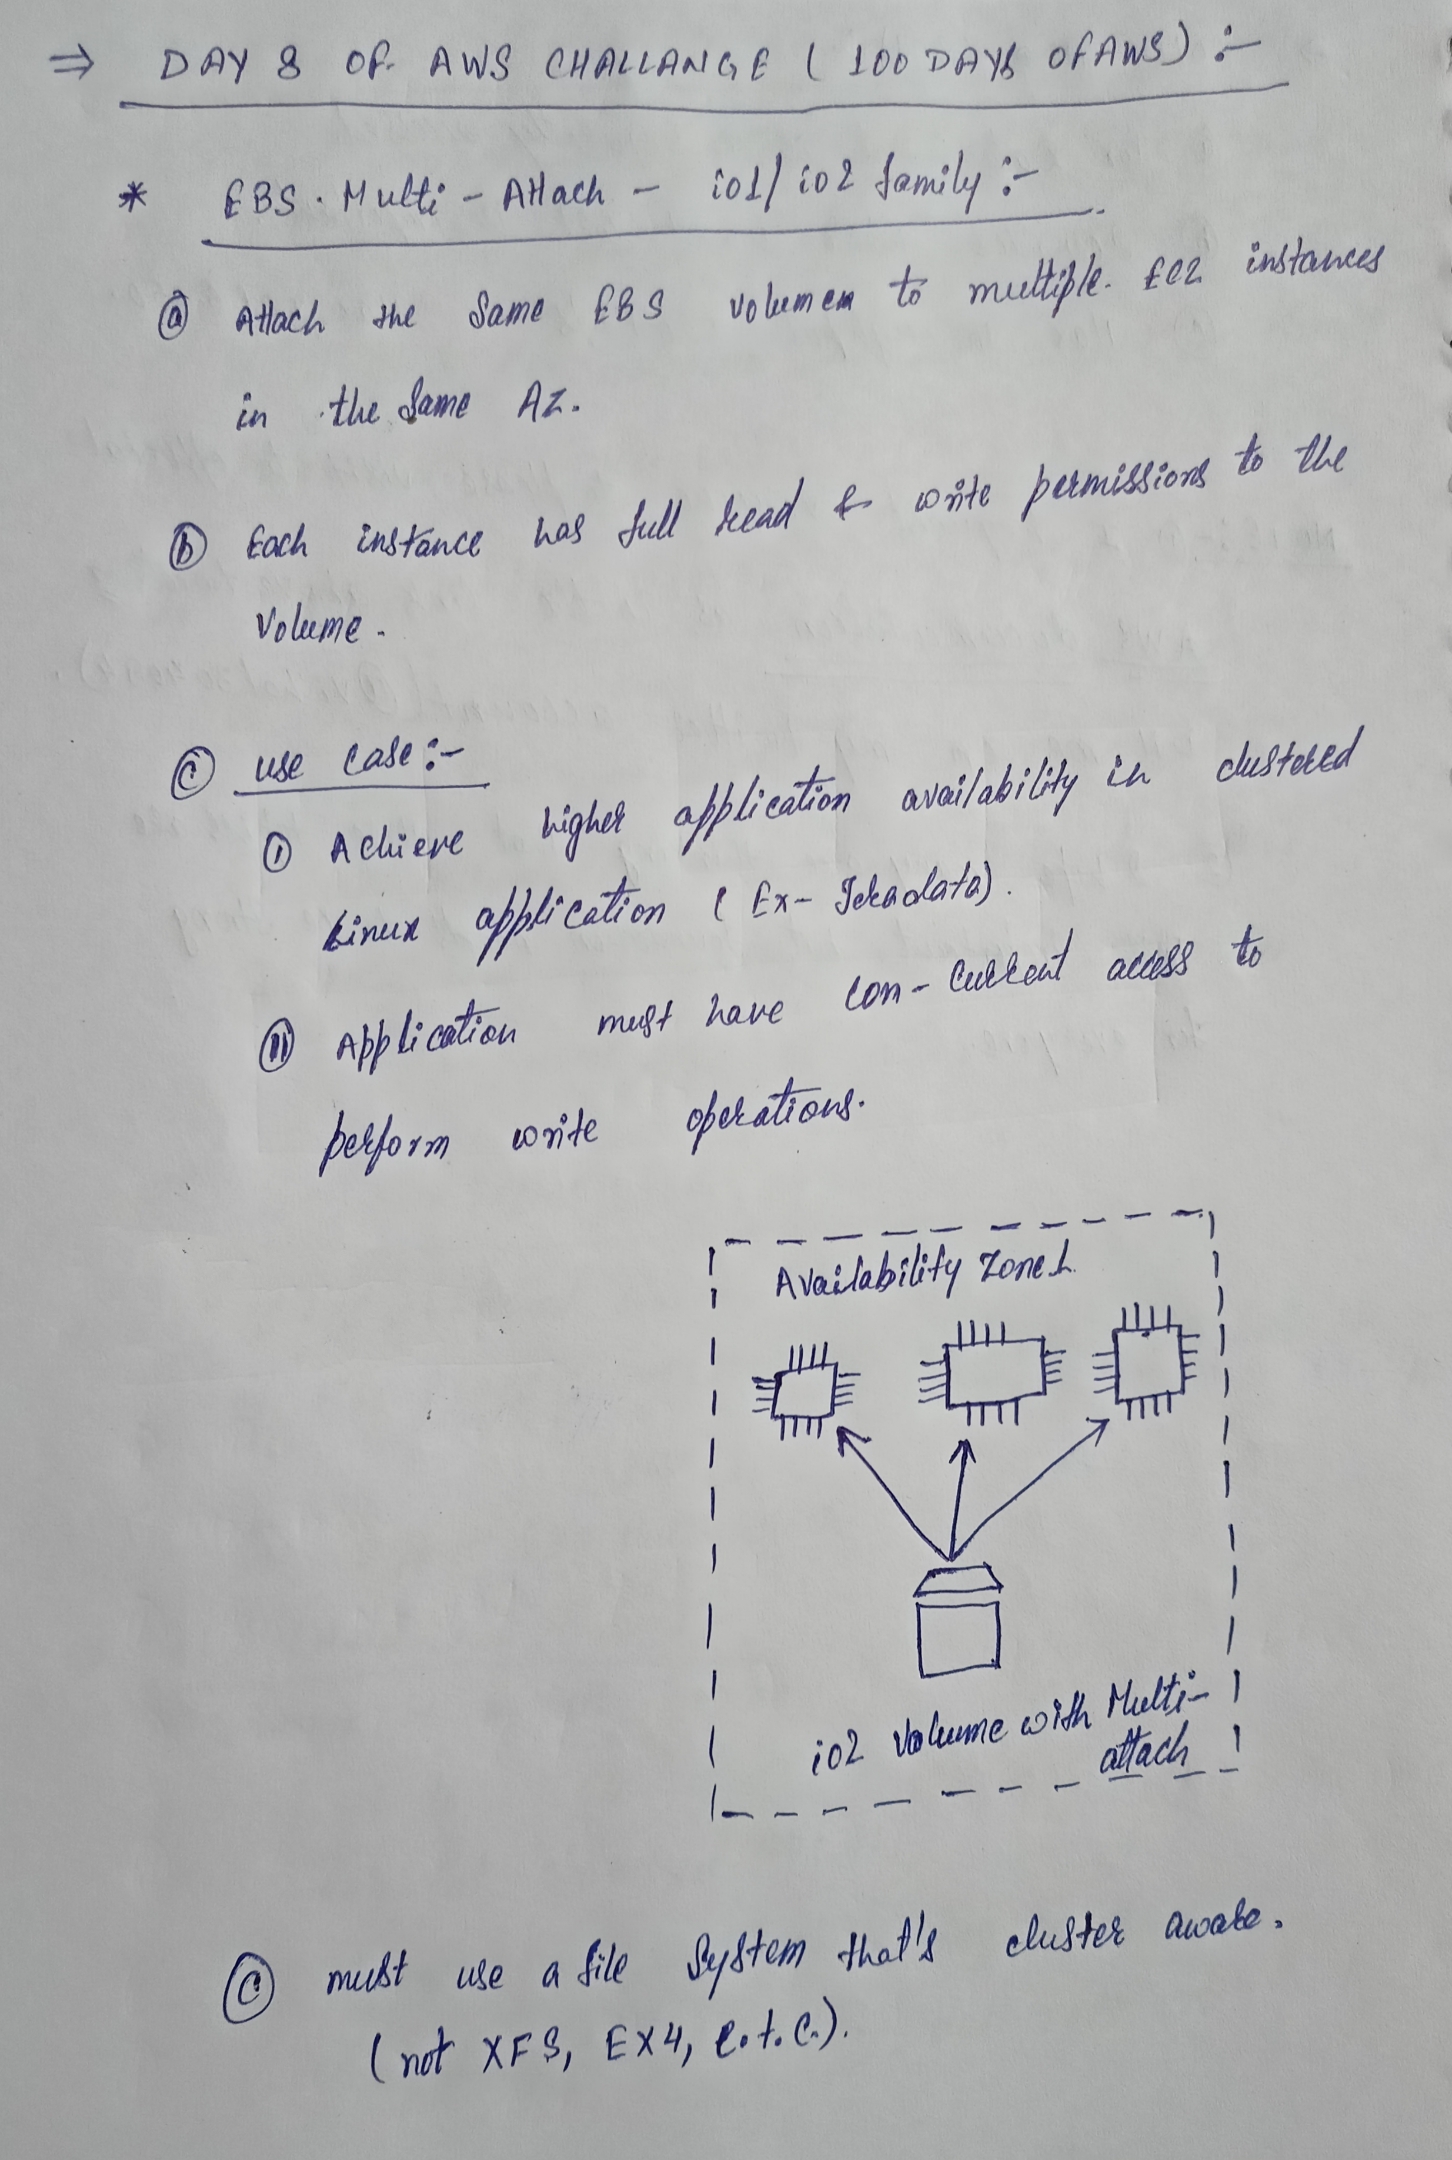 ⇒ DAY 8 OF AWS CHALLANGE ( 100 DAYS OF AWS) :-
* EBS. Multi - Attach - io1/io2 family :-
(a) Attach the same EBS volumem to multiple. EC2 instances
in the same AZ.
(b) Each instance has full read & write permissions to the
Volume.
(c) use case :-
(i) Achieve higher application availability in clustered
Linux application ( Ex- Teradata).
(ii) Application must have con-current access to
perform write operations.
Availability Zone 1
io2 Volume with Multi-
attach
(c) must use a file system that's cluster aware.
( not XFS, EX4, e.t.c.).